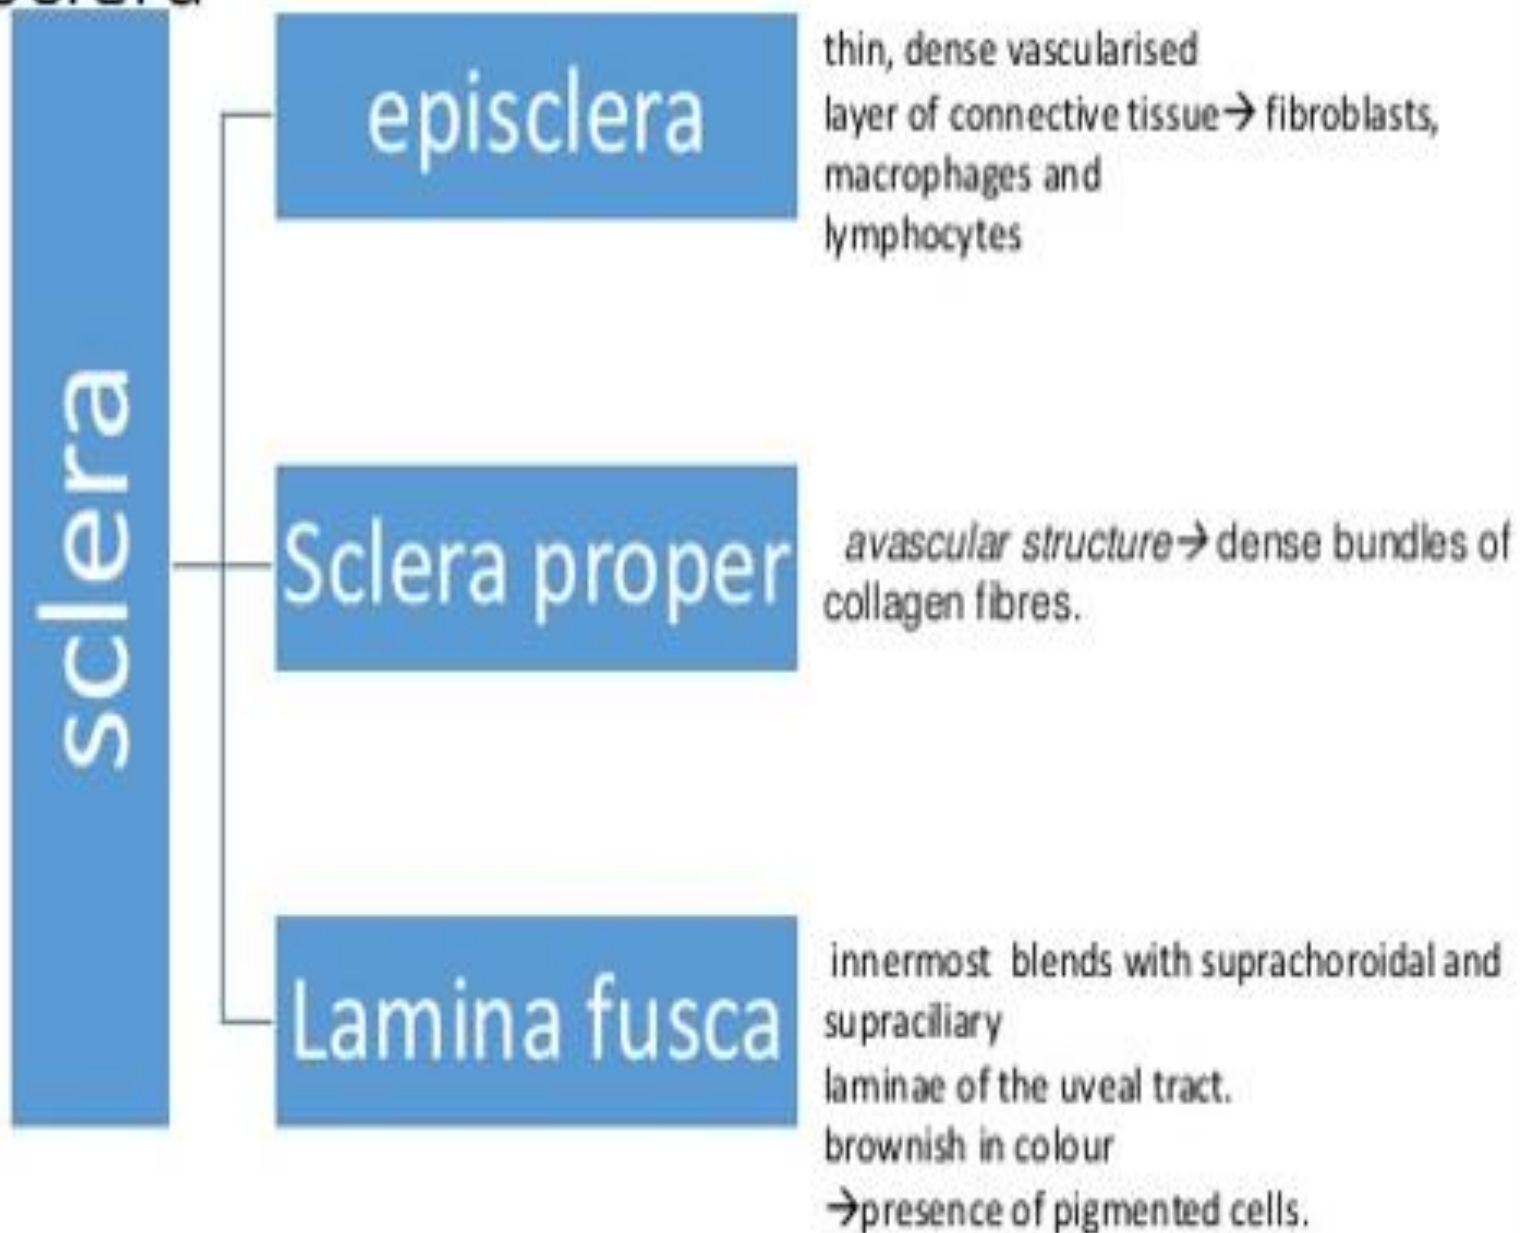 sclera
episclera
thin, dense vascularised
layer of connective tissue→ fibroblasts,
macrophages and
lymphocytes
Sclera proper
avascular structure→ dense bundles of
collagen fibres.
Lamina fusca
innermost blends with suprachoroidal and
supraciliary
laminae of the uveal tract.
brownish in colour
→presence of pigmented cells.